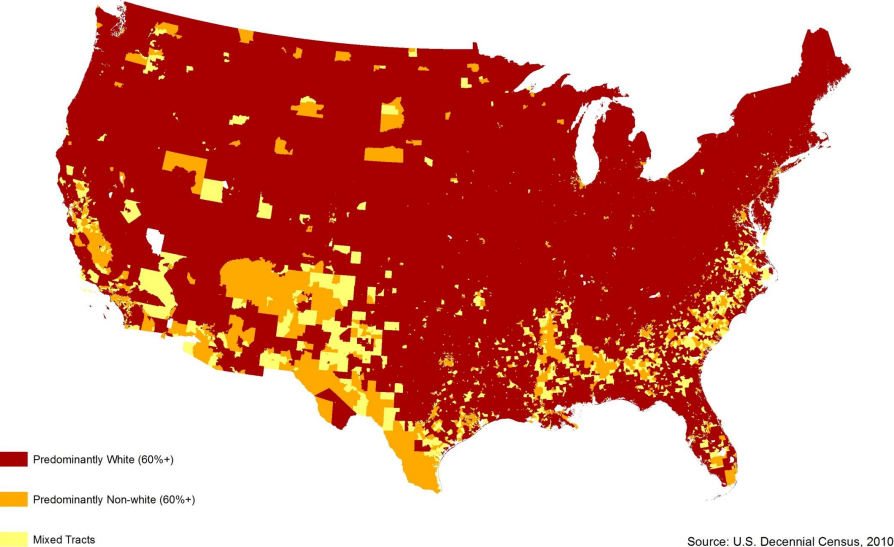 Predominantly White (60%+)
Predominantly Non-white (60%+)
Mixed Tracts
Source: U.S. Decennial Census, 2010